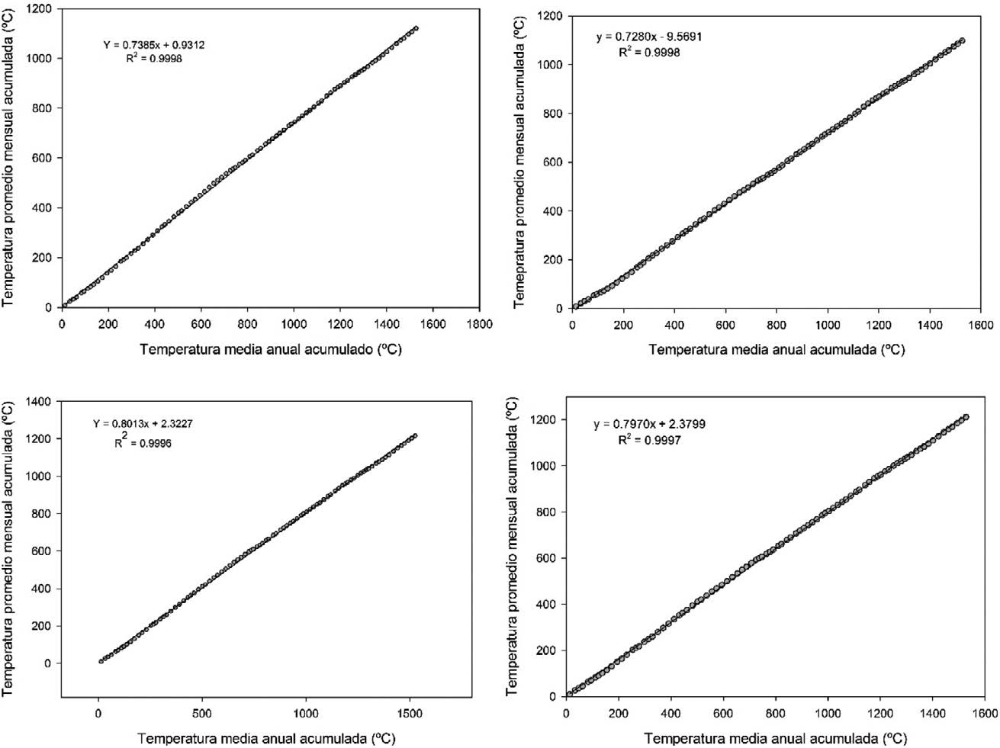 Temperatura promedio mensual acumulada (ºC)
1200
1000
800
600
400
200
0
Y = 0.7385x + 0.9312
R2 = 0.9998
0 200 400 600 800 1000 1200 1400 1600 1800
Temperatura media anual acumulado (ºC)
Temepratura promedio mensual acumulada (ºC)
1200
1000
800
600
400
200
0
y = 0.7280x - 9.5691
R2 = 0.9998
0 200 400 600 800 1000 1200 1400 1600
Temperatura media anual acumulada (ºC)
Temperatura promedio mensual acumulada (ºC)
1400
1200
1000
800
600
400
200
0
Y = 0.8013x + 2.3227
R2 = 0.9996
0 500 1000 1500
Temperatura media anual acumulada (ºC)
Temperatura promedio mensual acumulada (ºC)
1200
1000
800
600
400
200
0
y = 0.7970x + 2.3799
R2 = 0.9997
0 200 400 600 800 1000 1200 1400 1600
Temperatura media anual acumulada (ºC)